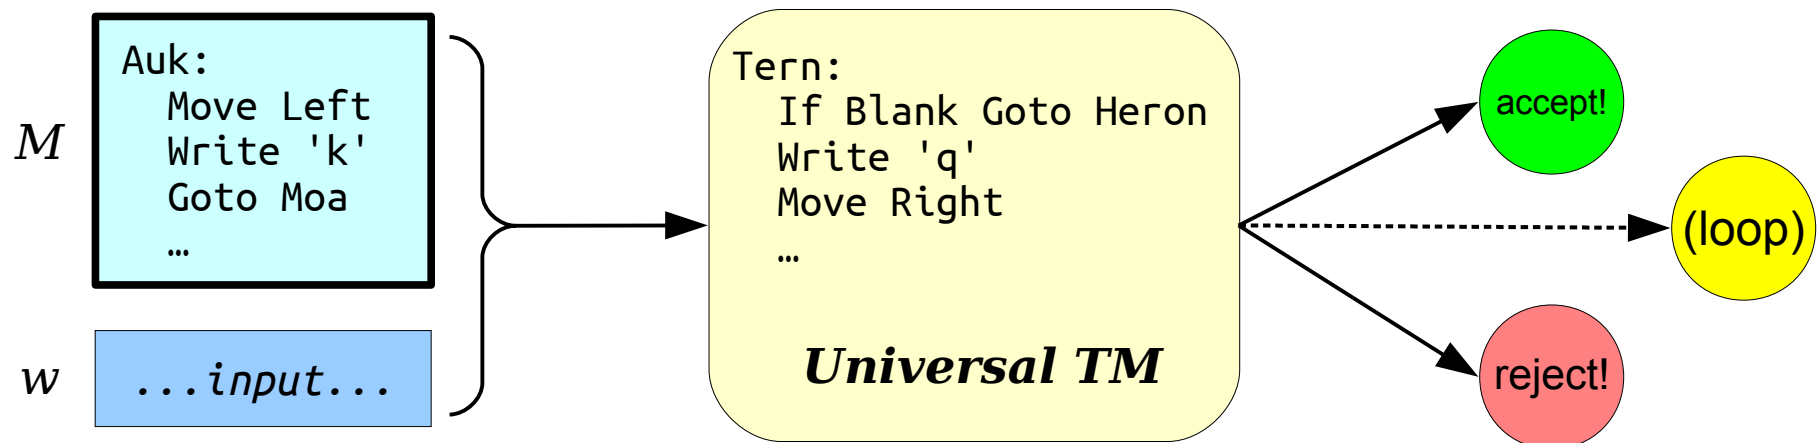 M
Auk:
Move Left
Write 'k'
Goto Moa
…
w
...input...
Tern:
If Blank Goto Heron
Write 'q'
Move Right
…
Universal TM
accept!
(loop)
reject!